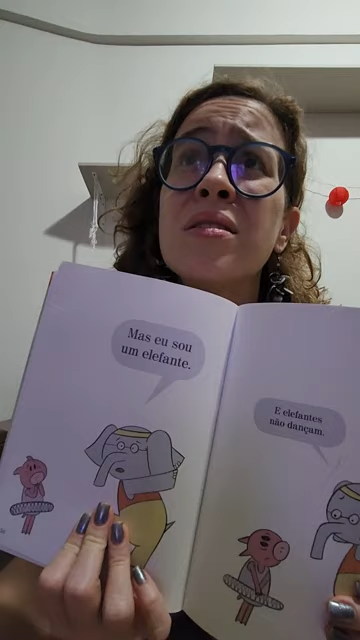 Mas eu sou
um elefante.
E elefantes
não dançam.